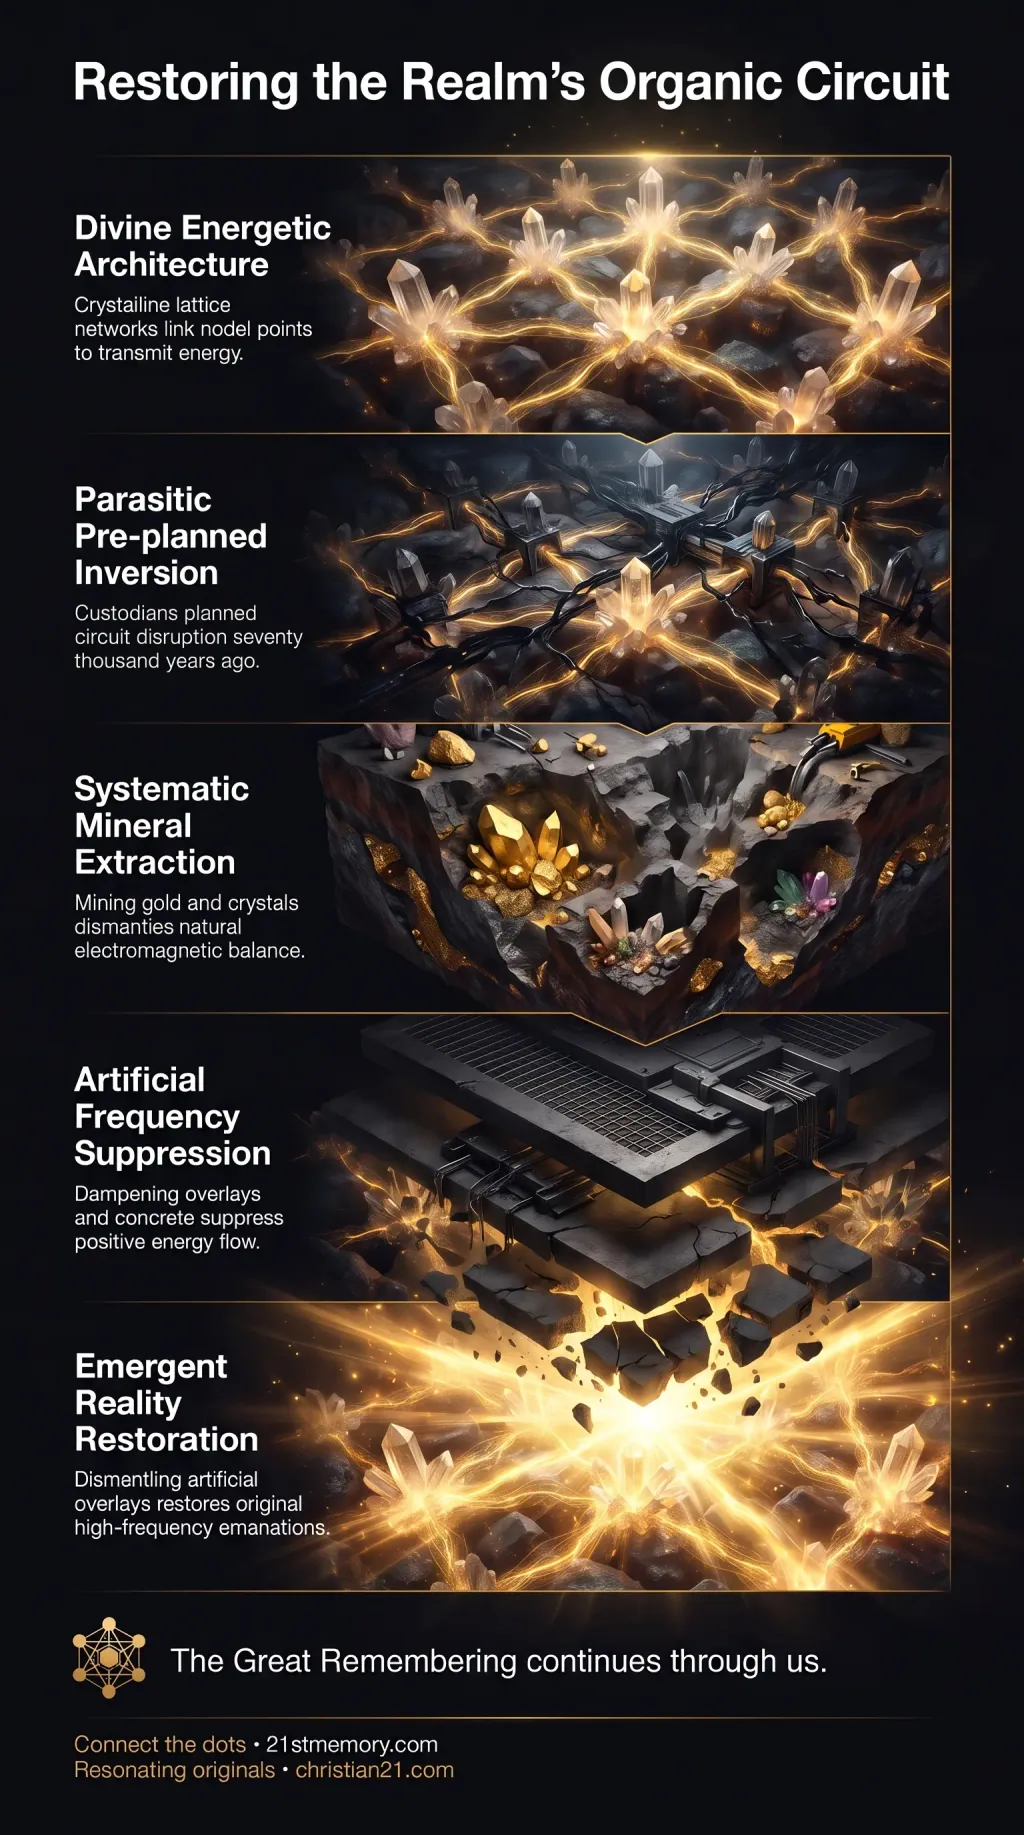 Restoring the Realm’s Organic Circuit
Divine Energetic
Architecture
Crystailine lattice
networks link nodel points
to transmit energy.
Parasitic
Pre-planned
Inversion
Custodians planned
circuit disruption seventy
thousand years ago.
Systematic
Mineral
Extraction
Mining gold and crystals
dismanties natural
electromagnetic balance.
Artificial
Frequency
Suppression
Dampening overlays
and concrete suppress
positive energy flow.
Emergent
Reality
Restoration
Dismentling artificial
overlays restores original
high-frequency emanations.
The Great Remembering continues through us.
Connect the dots • 21stmemory.com
Resonating originals • christian21.com